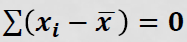 ∑(xᵢ − x̄) = 0